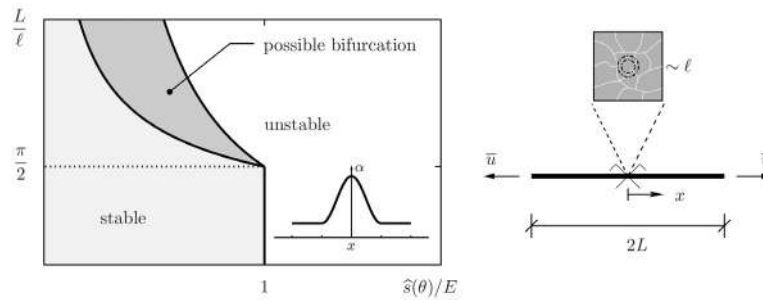 L
ℓ
possible bifurcation
unstable
π
2
α
stable
x
1
ŝ(θ)/E
∼ ℓ
u̅
x
2L